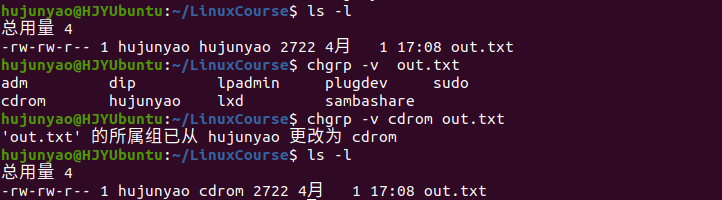 hujunyao@HJYUbuntu:~/LinuxCourse$ ls -l
总用量 4
-rw-rw-r-- 1 hujunyao hujunyao 2722 4月   1 17:08 out.txt
hujunyao@HJYUbuntu:~/LinuxCourse$ chgrp -v  out.txt
adm        dip        lpadmin    plugdev    sudo
cdrom      hujunyao   lxd        sambashare
hujunyao@HJYUbuntu:~/LinuxCourse$ chgrp -v cdrom out.txt
'out.txt' 的所属组已从 hujunyao 更改为 cdrom
hujunyao@HJYUbuntu:~/LinuxCourse$ ls -l
总用量 4
-rw-rw-r-- 1 hujunyao cdrom 2722 4月   1 17:08 out.txt